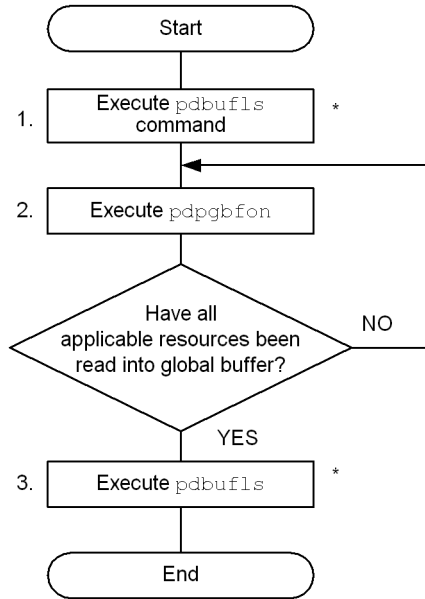 Start
1.
Execute pdbufls
command
*
2.
Execute pdpgbfon
Have all
applicable resources been
read into global buffer?
NO
YES
3.
Execute pdbufls
*
End